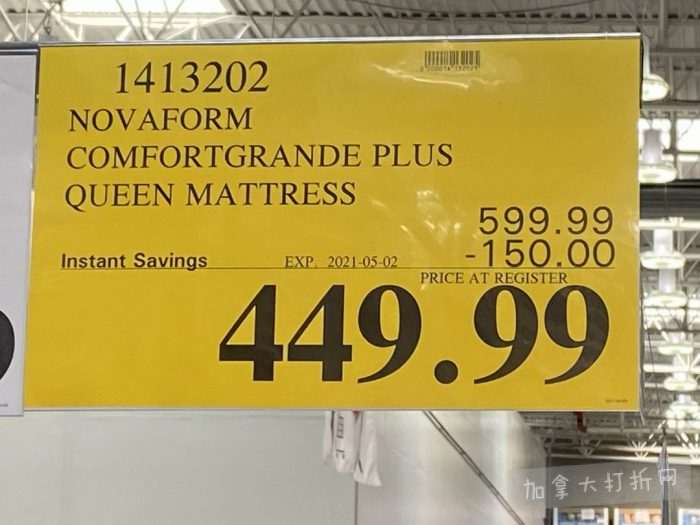 1413202
NOVAFORM
COMFORTGRANDE PLUS
QUEEN MATTRESS
599.99
Instant Savings EXP. 2021-05-02 -150.00
PRICE AT REGISTER
449.99
加拿大打折网